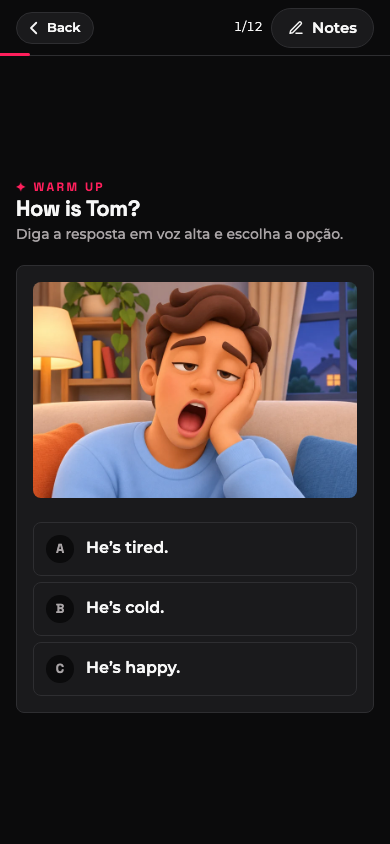 Back
1/12
Notes
WARM UP
How is Tom?
Diga a resposta em voz alta e escolha a opção.
A He's tired.
B He's cold.
C He's happy.